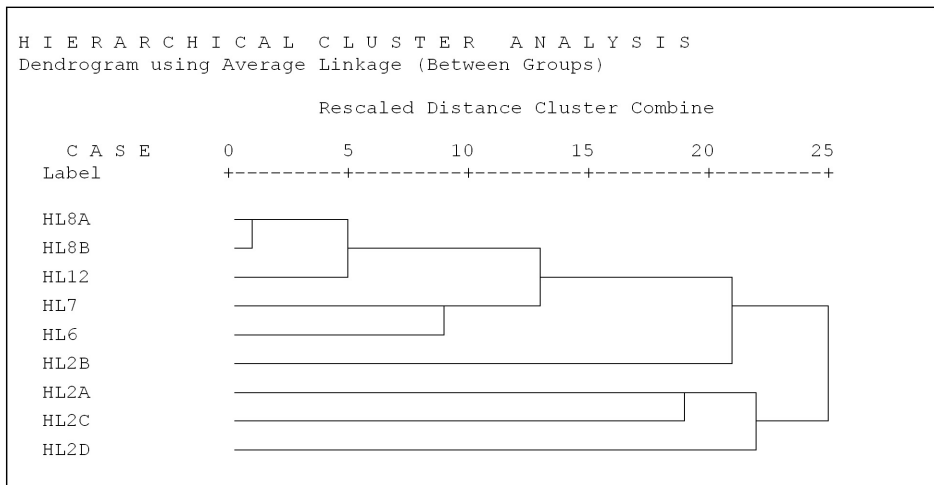 H I E R A R C H I C A L   C L U S T E R   A N A L Y S I S
Dendrogram using Average Linkage (Between Groups)
Rescaled Distance Cluster Combine
C A S E      0         5        10        15        20        25
Label        +---------+---------+---------+---------+---------+
HL8A
HL8B
HL12
HL7
HL6
HL2B
HL2A
HL2C
HL2D